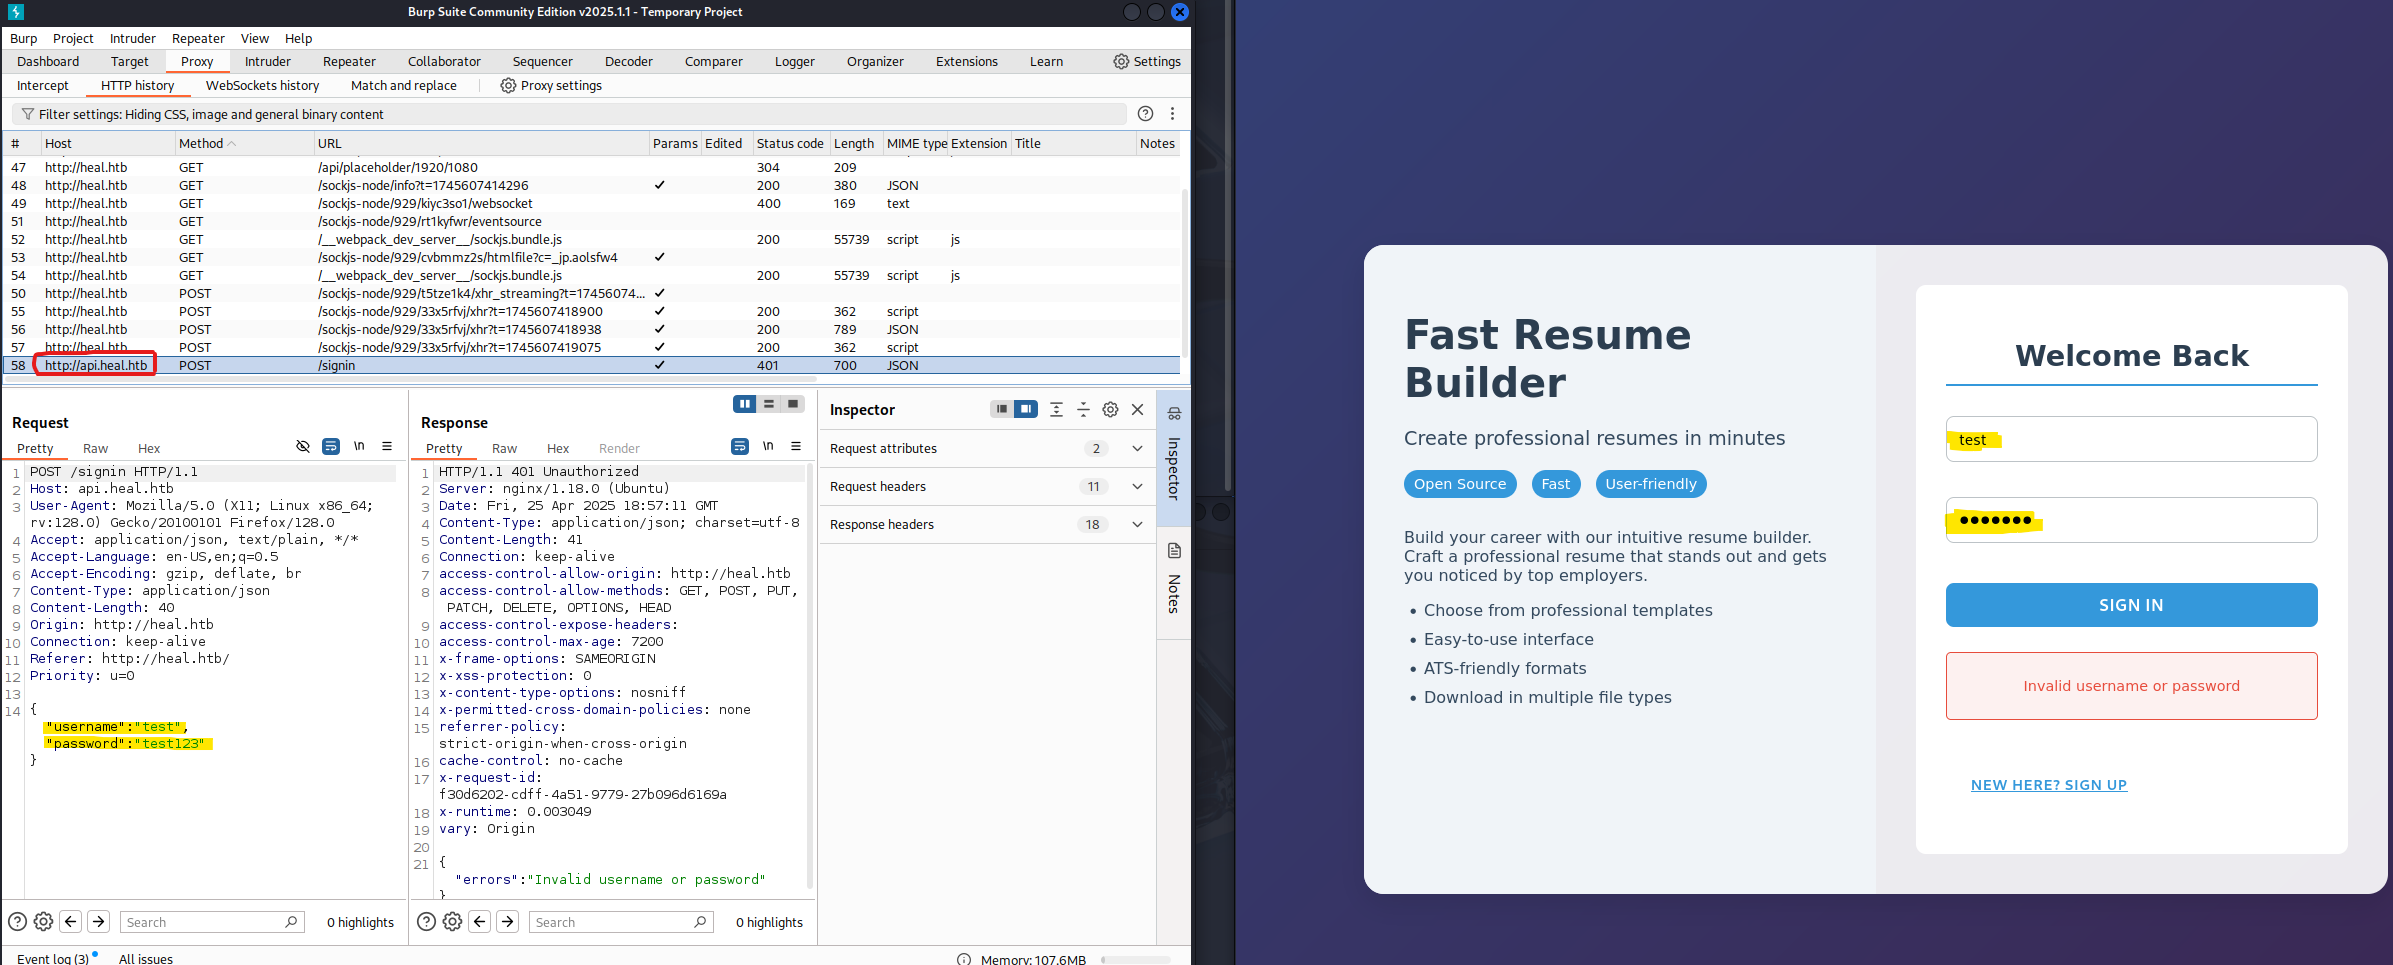 Burp Suite Community Edition v2025.1.1 - Temporary Project
Burp Project Intruder Repeater View Help
Dashboard Target Proxy Intruder Repeater Collaborator Sequencer Decoder Comparer Logger Organizer Extensions Learn Settings
Intercept HTTP history WebSockets history Match and replace Proxy settings
Filter settings: Hiding CSS, image and general binary content
# Host Method URL Params Edited Status code Length MIME type Extension Title Notes
47 http://heal.htb GET /api/placeholder/1920/1080 304 209
48 http://heal.htb GET /sockjs-node/info?t=1745607414296 ✓ 200 380 JSON
49 http://heal.htb GET /sockjs-node/929/kiyc3so1/websocket 400 169 text
51 http://heal.htb GET /sockjs-node/929/rt1kyfwr/eventsource
52 http://heal.htb GET /__webpack_dev_server__/sockjs.bundle.js 200 55739 script js
53 http://heal.htb GET /sockjs-node/929/cvbmmz2s/htmlfile?c=_jp.aolsfw4 ✓
54 http://heal.htb GET /__webpack_dev_server__/sockjs.bundle.js 200 55739 script js
50 http://heal.htb POST /sockjs-node/929/t5tze1k4/xhr_streaming?t=17456074... ✓
55 http://heal.htb POST /sockjs-node/929/33x5rfvj/xhr?t=1745607418900 ✓ 200 362 script
56 http://heal.htb POST /sockjs-node/929/33x5rfvj/xhr?t=1745607418938 ✓ 200 789 JSON
57 http://heal.htb POST /sockjs-node/929/33x5rfvj/xhr?t=1745607419075 ✓ 200 362 script
58 http://api.heal.htb POST /signin ✓ 401 700 JSON
Request
Pretty Raw Hex \n
1 POST /signin HTTP/1.1
2 Host: api.heal.htb
3 User-Agent: Mozilla/5.0 (X11; Linux x86_64;
rv:128.0) Gecko/20100101 Firefox/128.0
4 Accept: application/json, text/plain, */*
5 Accept-Language: en-US,en;q=0.5
6 Accept-Encoding: gzip, deflate, br
7 Content-Type: application/json
8 Content-Length: 40
9 Origin: http://heal.htb
10 Connection: keep-alive
11 Referer: http://heal.htb/
12 Priority: u=0
13
14 {
"username":"test",
"password":"test123"
}
Search 0 highlights
Response
Pretty Raw Hex Render \n
1 HTTP/1.1 401 Unauthorized
2 Server: nginx/1.18.0 (Ubuntu)
3 Date: Fri, 25 Apr 2025 18:57:11 GMT
4 Content-Type: application/json; charset=utf-8
5 Content-Length: 41
6 Connection: keep-alive
7 access-control-allow-origin: http://heal.htb
8 access-control-allow-methods: GET, POST, PUT,
PATCH, DELETE, OPTIONS, HEAD
9 access-control-expose-headers:
10 access-control-max-age: 7200
11 x-frame-options: SAMEORIGIN
12 x-xss-protection: 0
13 x-content-type-options: nosniff
14 x-permitted-cross-domain-policies: none
15 referrer-policy:
strict-origin-when-cross-origin
16 cache-control: no-cache
17 x-request-id:
f30d6202-cdff-4a51-9779-27b096d6169a
18 x-runtime: 0.003049
19 vary: Origin
20
21 {
"errors":"Invalid username or password"
}
Search 0 highlights
Inspector
Request attributes 2
Request headers 11
Response headers 18
Inspector
Notes
Event log (3) All issues Memory: 107.6MB
Fast Resume
Builder
Create professional resumes in minutes
Open Source Fast User-friendly
Build your career with our intuitive resume builder.
Craft a professional resume that stands out and gets
you noticed by top employers.
• Choose from professional templates
• Easy-to-use interface
• ATS-friendly formats
• Download in multiple file types
Welcome Back
test
•••••••
SIGN IN
Invalid username or password
NEW HERE? SIGN UP